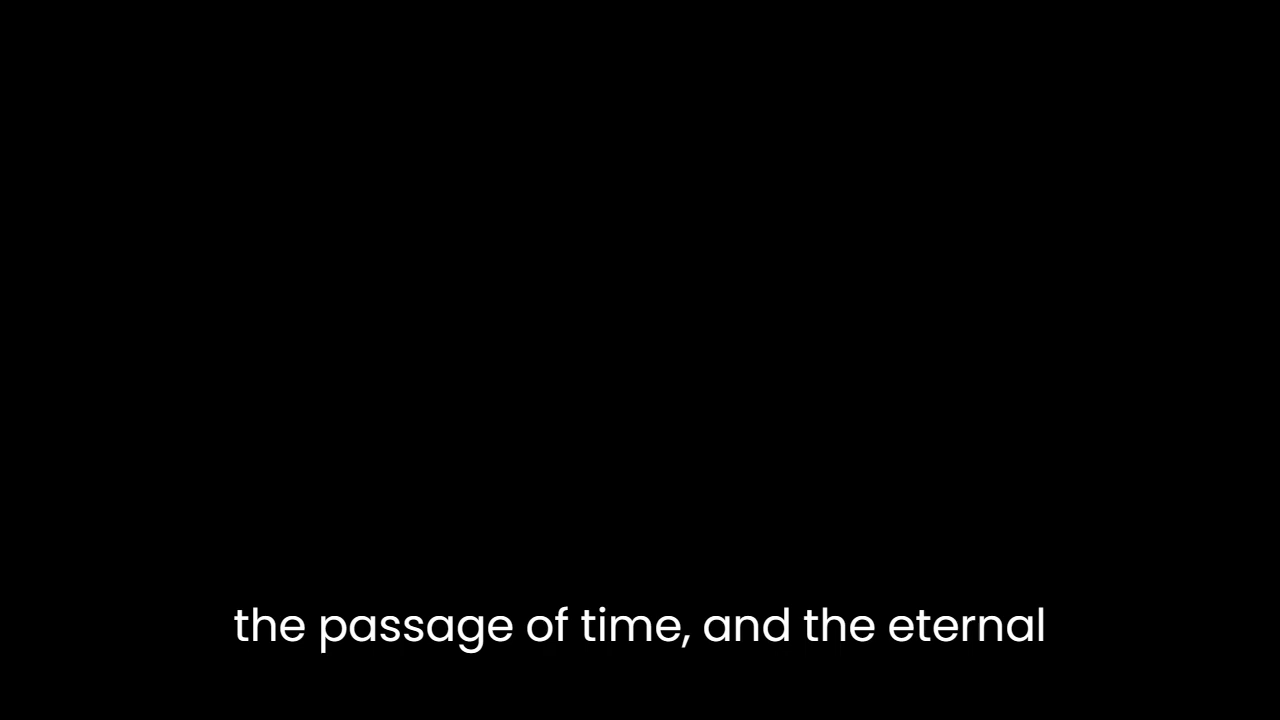 the passage of time, and the eternal